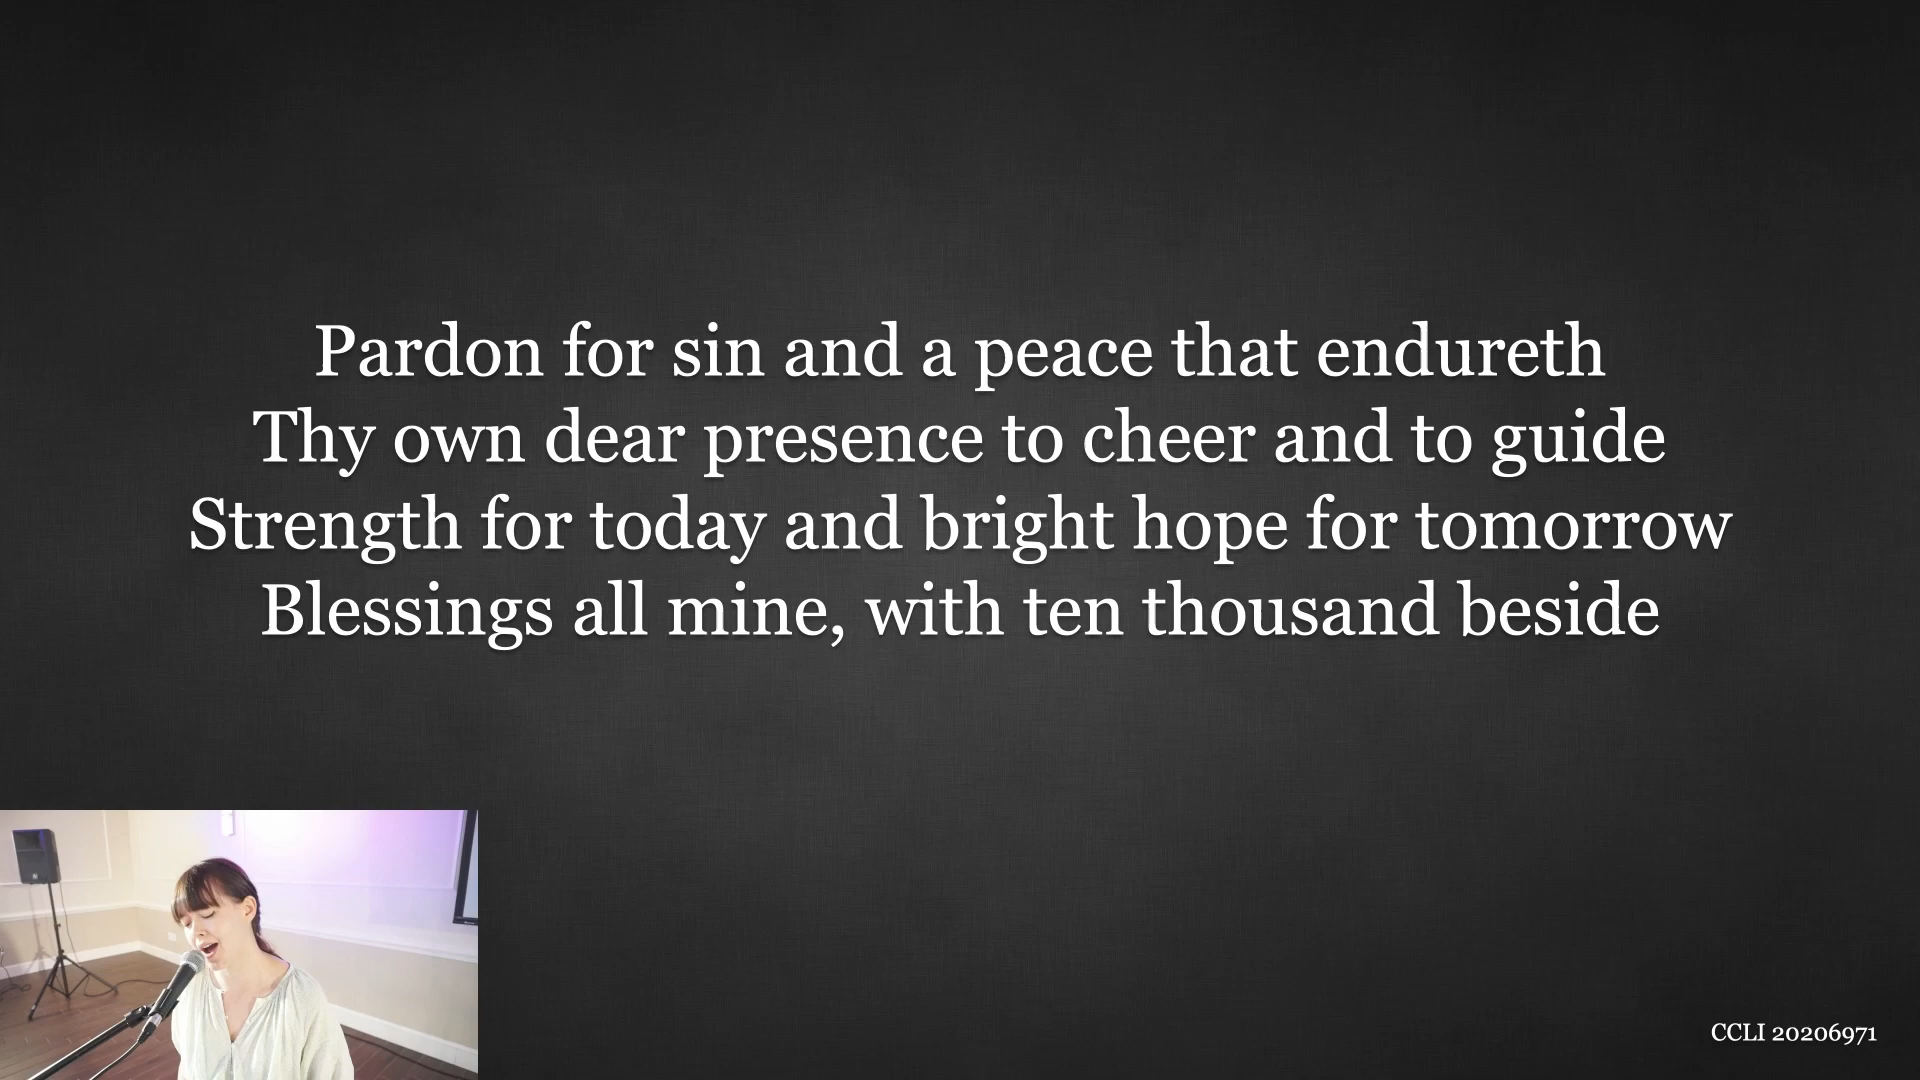 Pardon for sin and a peace that endureth
Thy own dear presence to cheer and to guide
Strength for today and bright hope for tomorrow
Blessings all mine, with ten thousand beside
CCLI 20206971